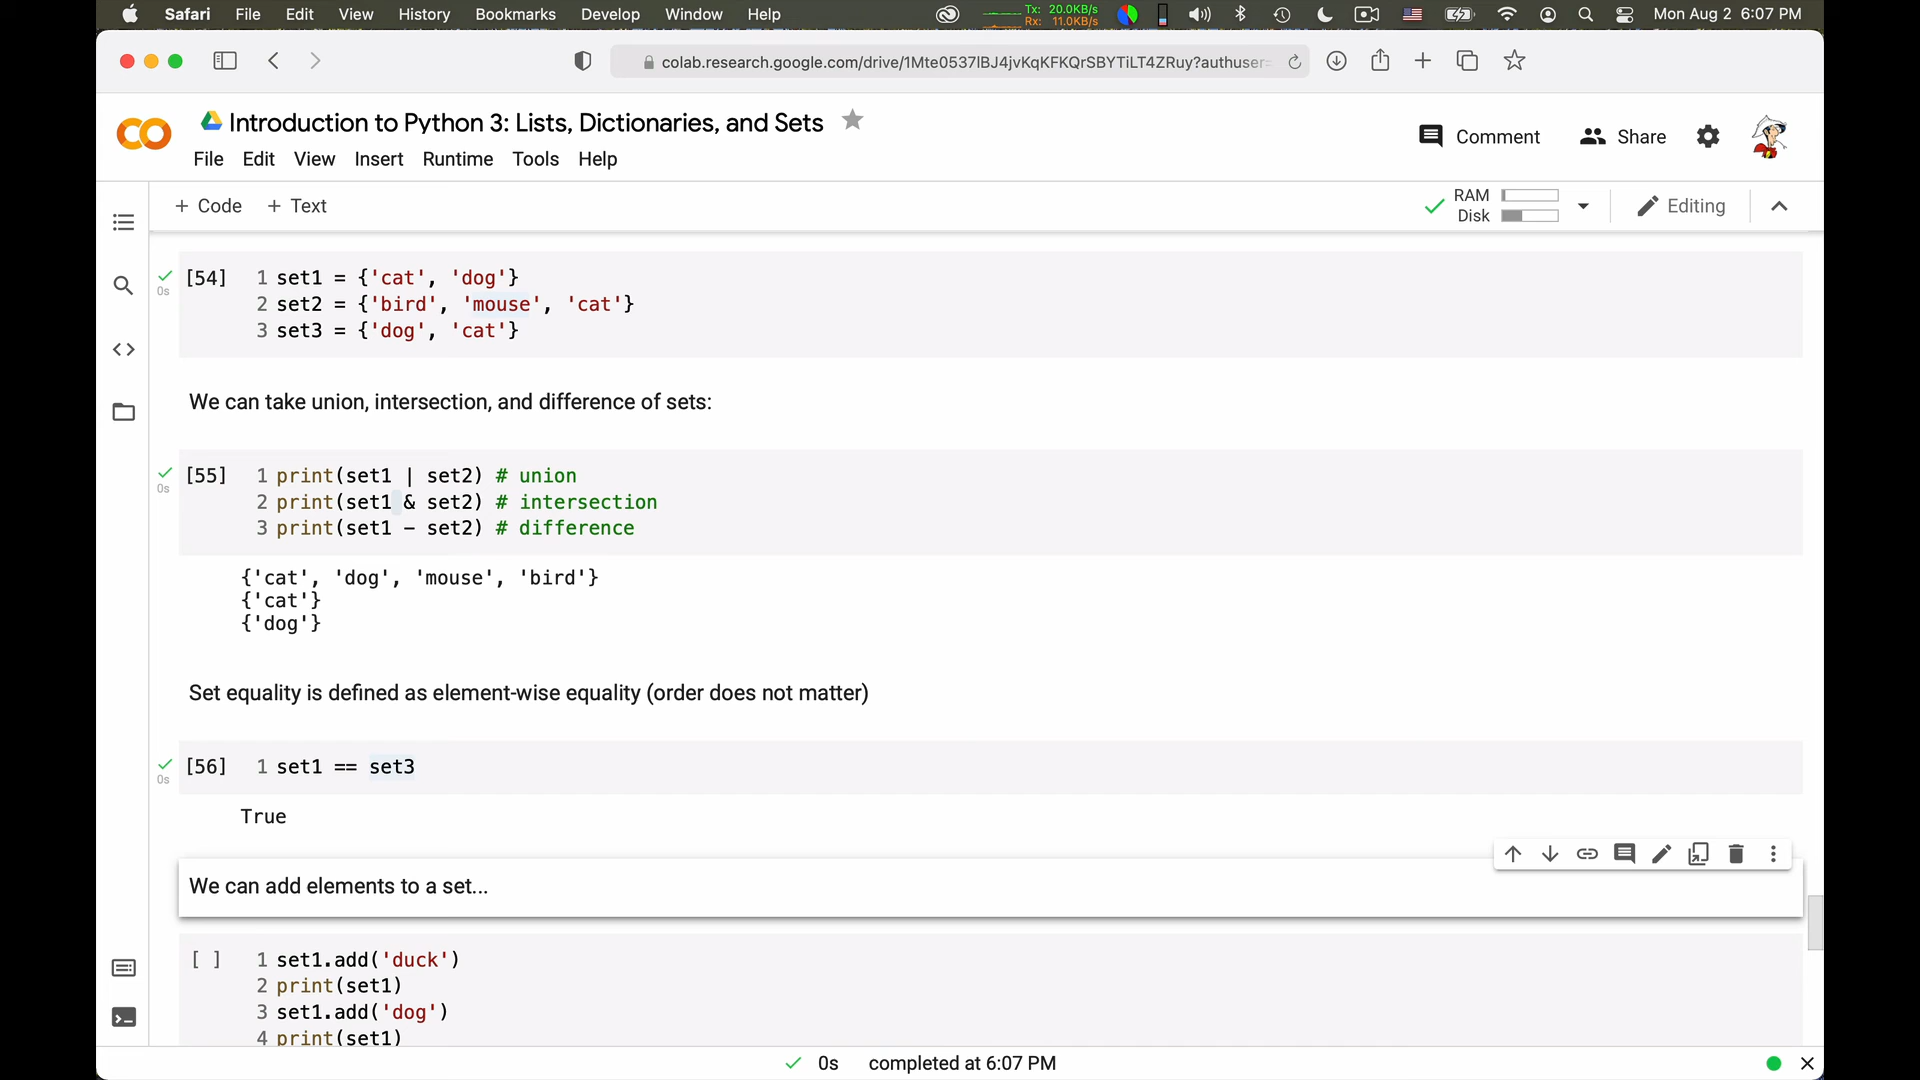 Safari File Edit View History Bookmarks Develop Window Help Tx: 20.0KB/s Rx: 11.0KB/s Mon Aug 2 6:07 PM
colab.research.google.com/drive/1Mte0537lBJ4jvKqKFKQrSBYTiLT4ZRuy?authuser=
Introduction to Python 3: Lists, Dictionaries, and Sets
Comment Share
File Edit View Insert Runtime Tools Help
+ Code + Text
RAM
Disk
Editing
[54] 1 set1 = {'cat', 'dog'}
0s 2 set2 = {'bird', 'mouse', 'cat'}
3 set3 = {'dog', 'cat'}
We can take union, intersection, and difference of sets:
[55] 1 print(set1 | set2) # union
0s 2 print(set1 & set2) # intersection
3 print(set1 - set2) # difference
{'cat', 'dog', 'mouse', 'bird'}
{'cat'}
{'dog'}
Set equality is defined as element-wise equality (order does not matter)
[56] 1 set1 == set3
0s
True
We can add elements to a set...
[ ] 1 set1.add('duck')
2 print(set1)
3 set1.add('dog')
4 print(set1)
0s completed at 6:07 PM